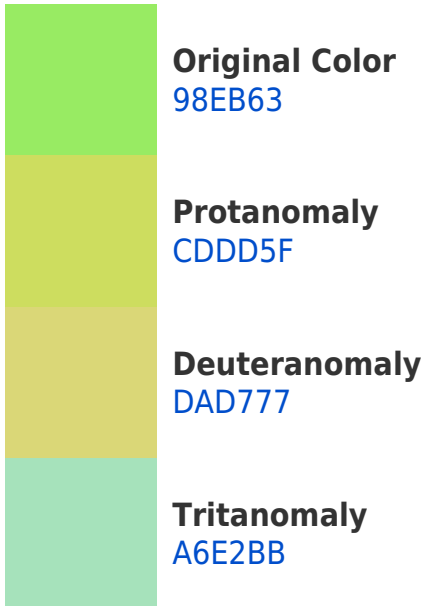 Original Color
98EB63
Protanomaly
CDDD5F
Deuteranomaly
DAD777
Tritanomaly
A6E2BB